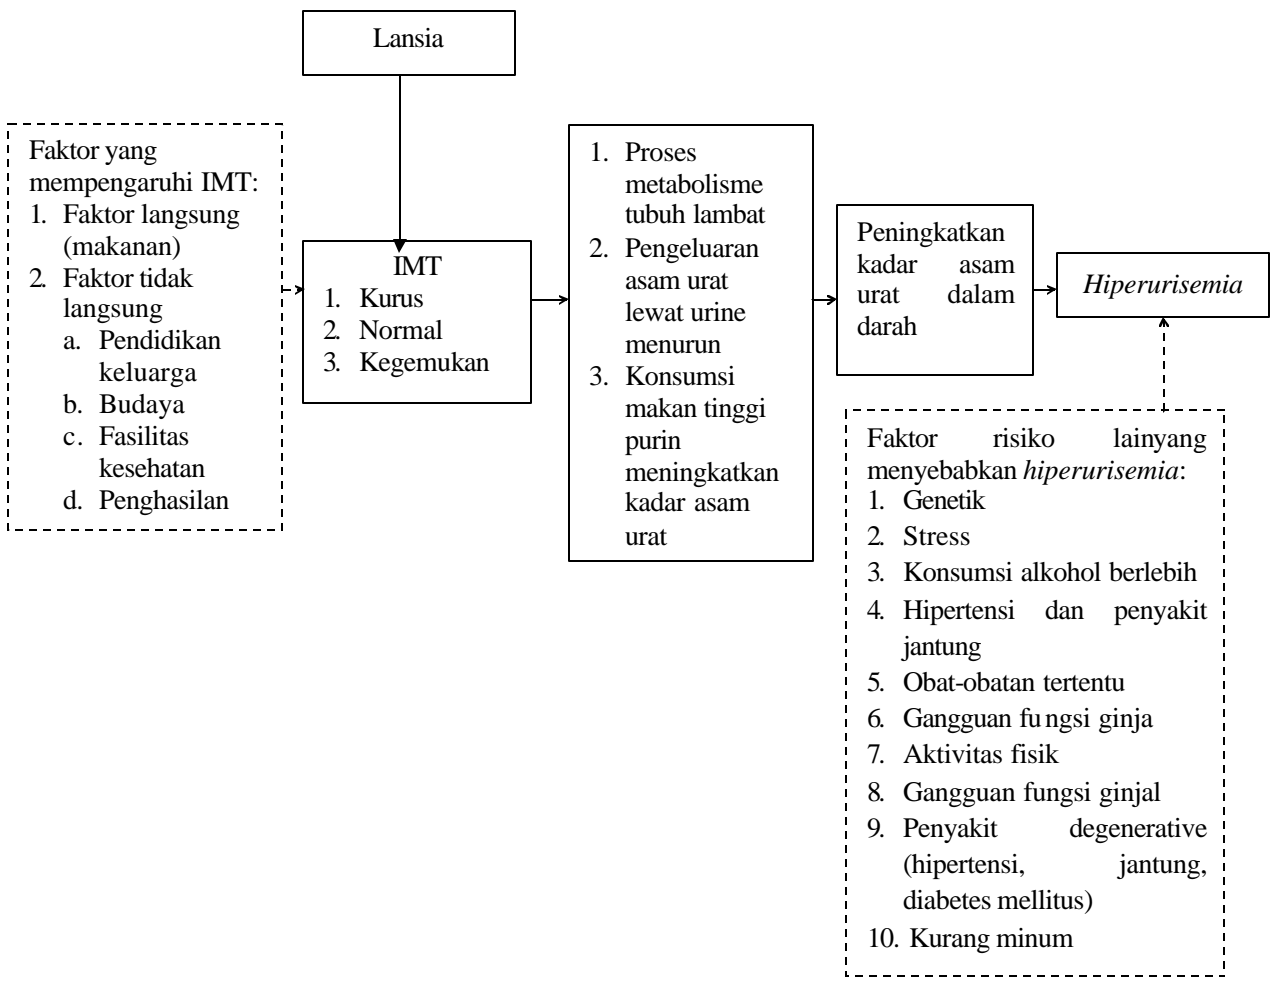 Lansia
Faktor yang
mempengaruhi IMT:
1. Faktor langsung
(makanan)
2. Faktor tidak
langsung
a. Pendidikan
keluarga
b. Budaya
c. Fasilitas
kesehatan
d. Penghasilan
IMT
1. Kurus
2. Normal
3. Kegemukan
1. Proses
metabolisme
tubuh lambat
2. Pengeluaran
asam urat
lewat urine
menurun
3. Konsumsi
makan tinggi
purin
meningkatkan
kadar asam
urat
Peningkatkan
kadar asam
urat dalam
darah
Hiperurisemia
Faktor risiko lainyang
menyebabkan hiperurisemia:
1. Genetik
2. Stress
3. Konsumsi alkohol berlebih
4. Hipertensi dan penyakit
jantung
5. Obat-obatan tertentu
6. Gangguan fungsi ginja
7. Aktivitas fisik
8. Gangguan fungsi ginjal
9. Penyakit degenerative
(hipertensi, jantung,
diabetes mellitus)
10. Kurang minum